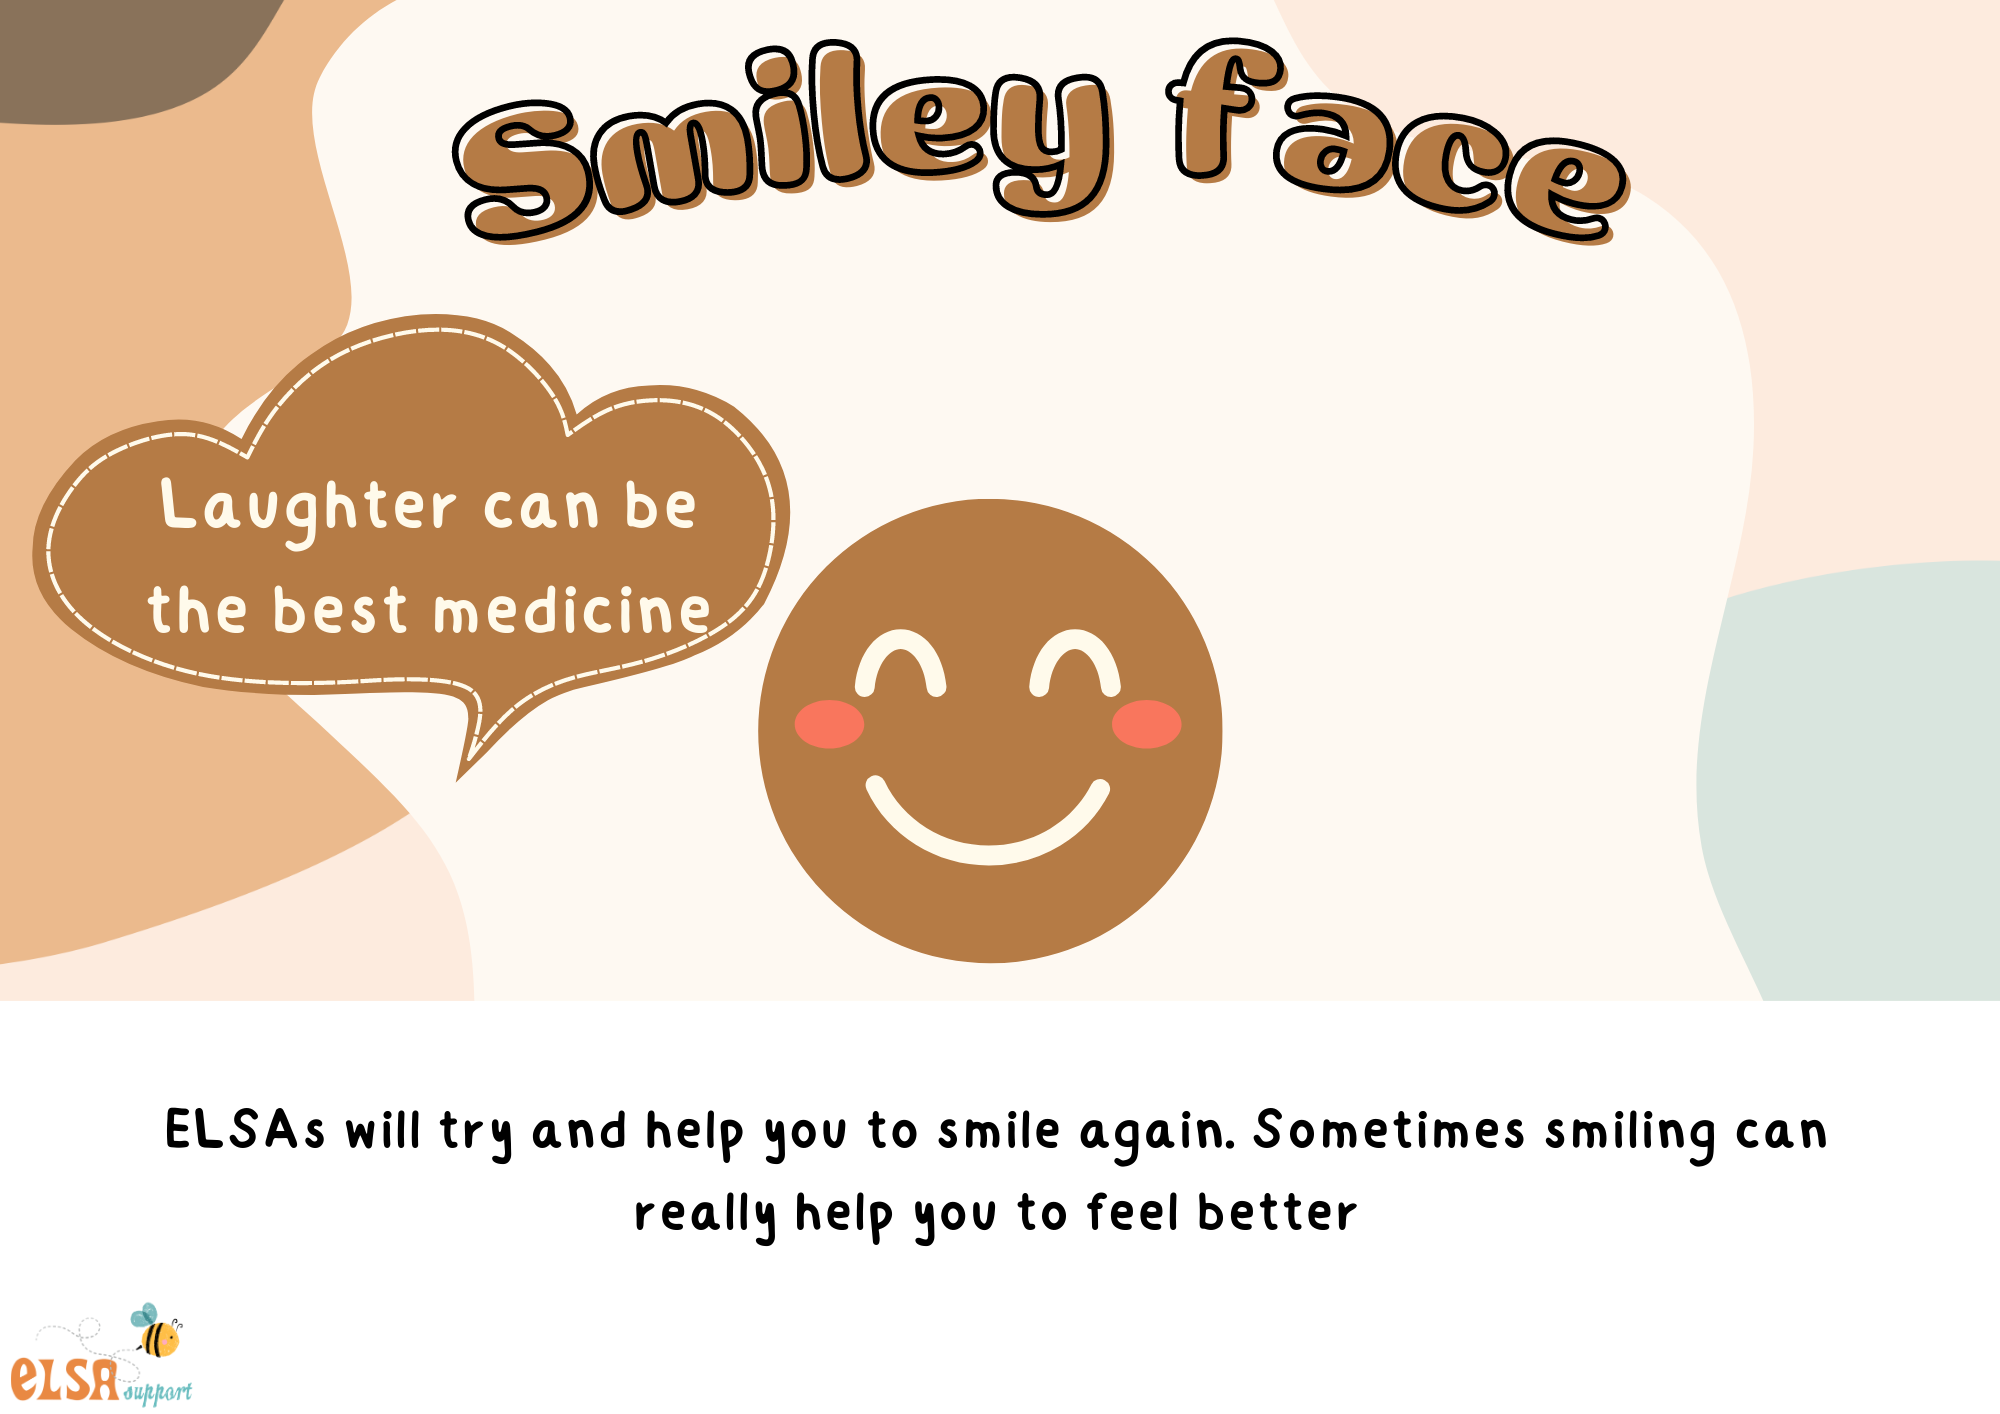 Smiley face
Laughter can be
the best medicine
ELSAs will try and help you to smile again. Sometimes smiling can
really help you to feel better
eLSA support